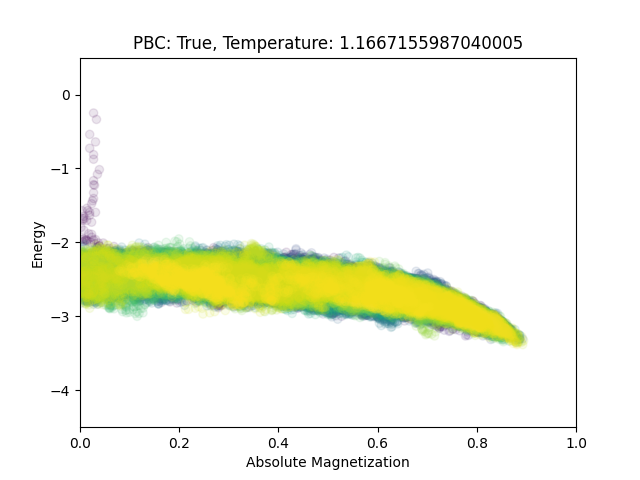 PBC: True, Temperature: 1.1667155987040005
0
−1
−2
−3
−4
Energy
0.0 0.2 0.4 0.6 0.8 1.0
Absolute Magnetization